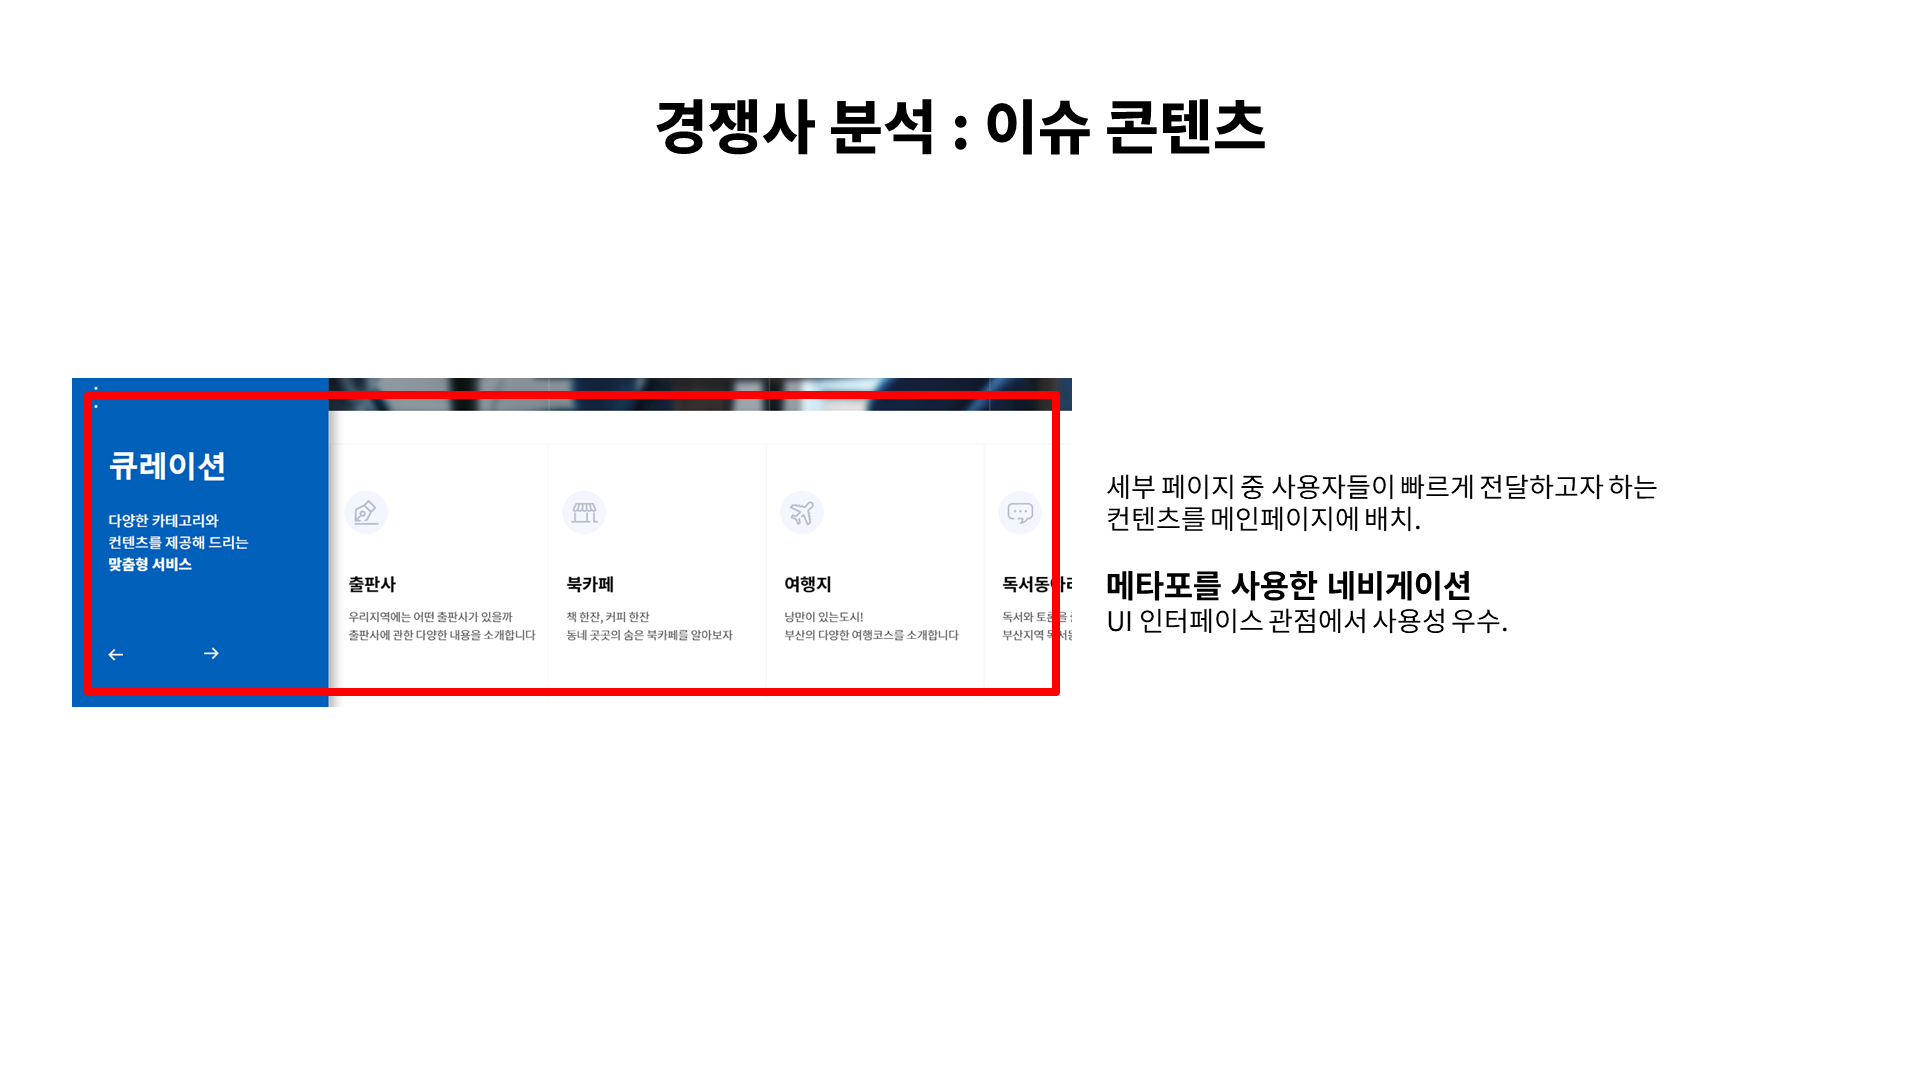 경쟁사 분석 : 이슈 콘텐츠
큐레이션
다양한 카테고리와
컨텐츠를 제공해 드리는
맞춤형 서비스
출판사
우리지역에는 어떤 출판사가 있을까
출판사에 관한 다양한 내용을 소개합니다
북카페
책 한잔, 커피 한잔
동네 곳곳의 숨은 북카페를 알아보자
여행지
낭만이 있는도시!
부산의 다양한 여행코스를 소개합니다
독서동아리
독서와 토론을
부산지역
세부 페이지 중 사용자들이 빠르게 전달하고자 하는
컨텐츠를 메인페이지에 배치.
메타포를 사용한 네비게이션
UI 인터페이스 관점에서 사용성 우수.